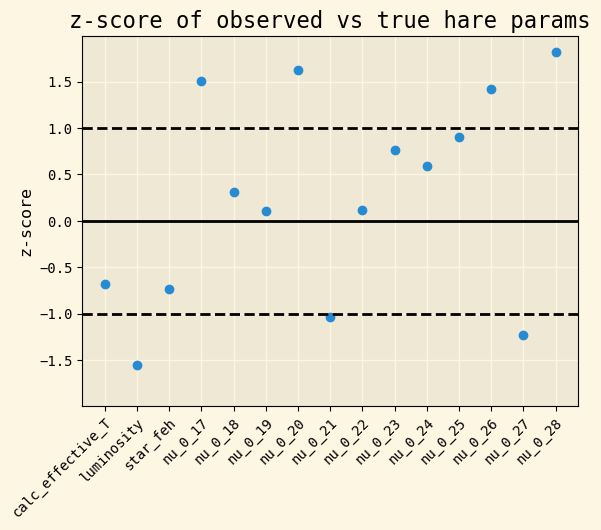 z-score of observed vs true hare params
z-score
1.5
1.0
0.5
0.0
−0.5
−1.0
−1.5
calc_effective_T
luminosity
star_feh
nu_0_17
nu_0_18
nu_0_19
nu_0_20
nu_0_21
nu_0_22
nu_0_23
nu_0_24
nu_0_25
nu_0_26
nu_0_27
nu_0_28